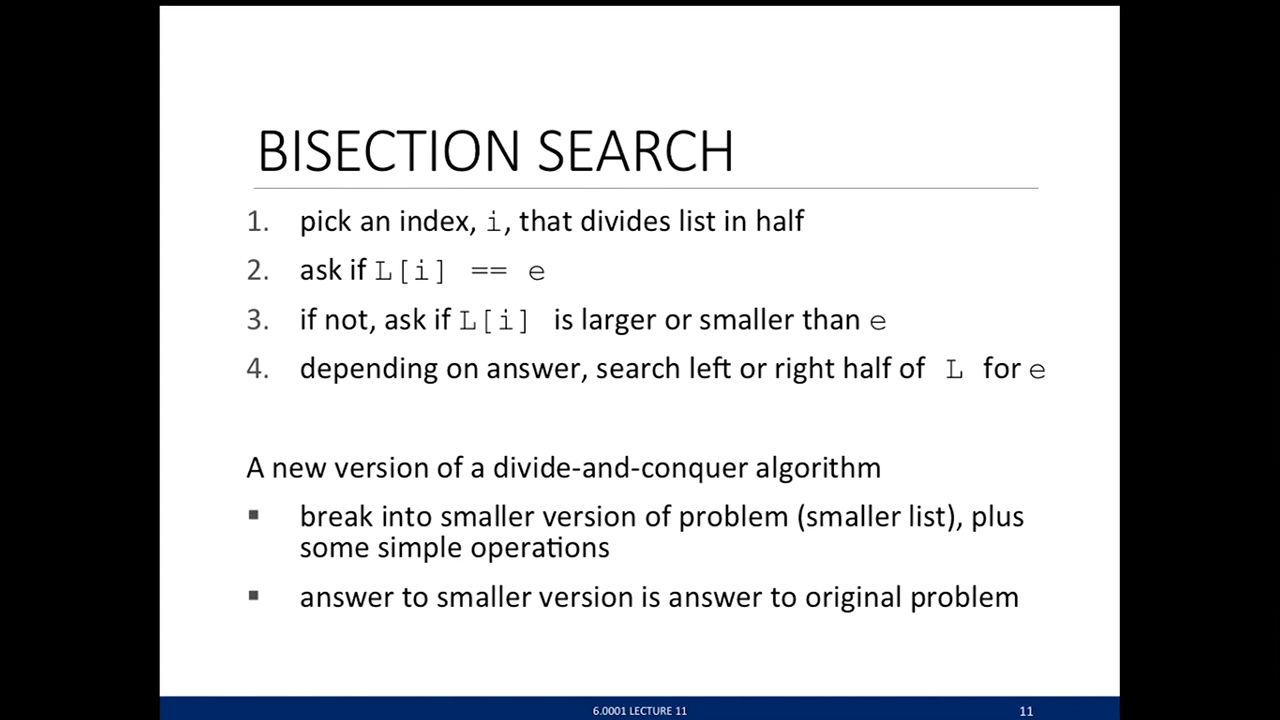 BISECTION SEARCH
1. pick an index, i, that divides list in half
2. ask if L[i] == e
3. if not, ask if L[i] is larger or smaller than e
4. depending on answer, search left or right half of L for e
A new version of a divide-and-conquer algorithm
▪ break into smaller version of problem (smaller list), plus
some simple operations
▪ answer to smaller version is answer to original problem
6.0001 LECTURE 11
11